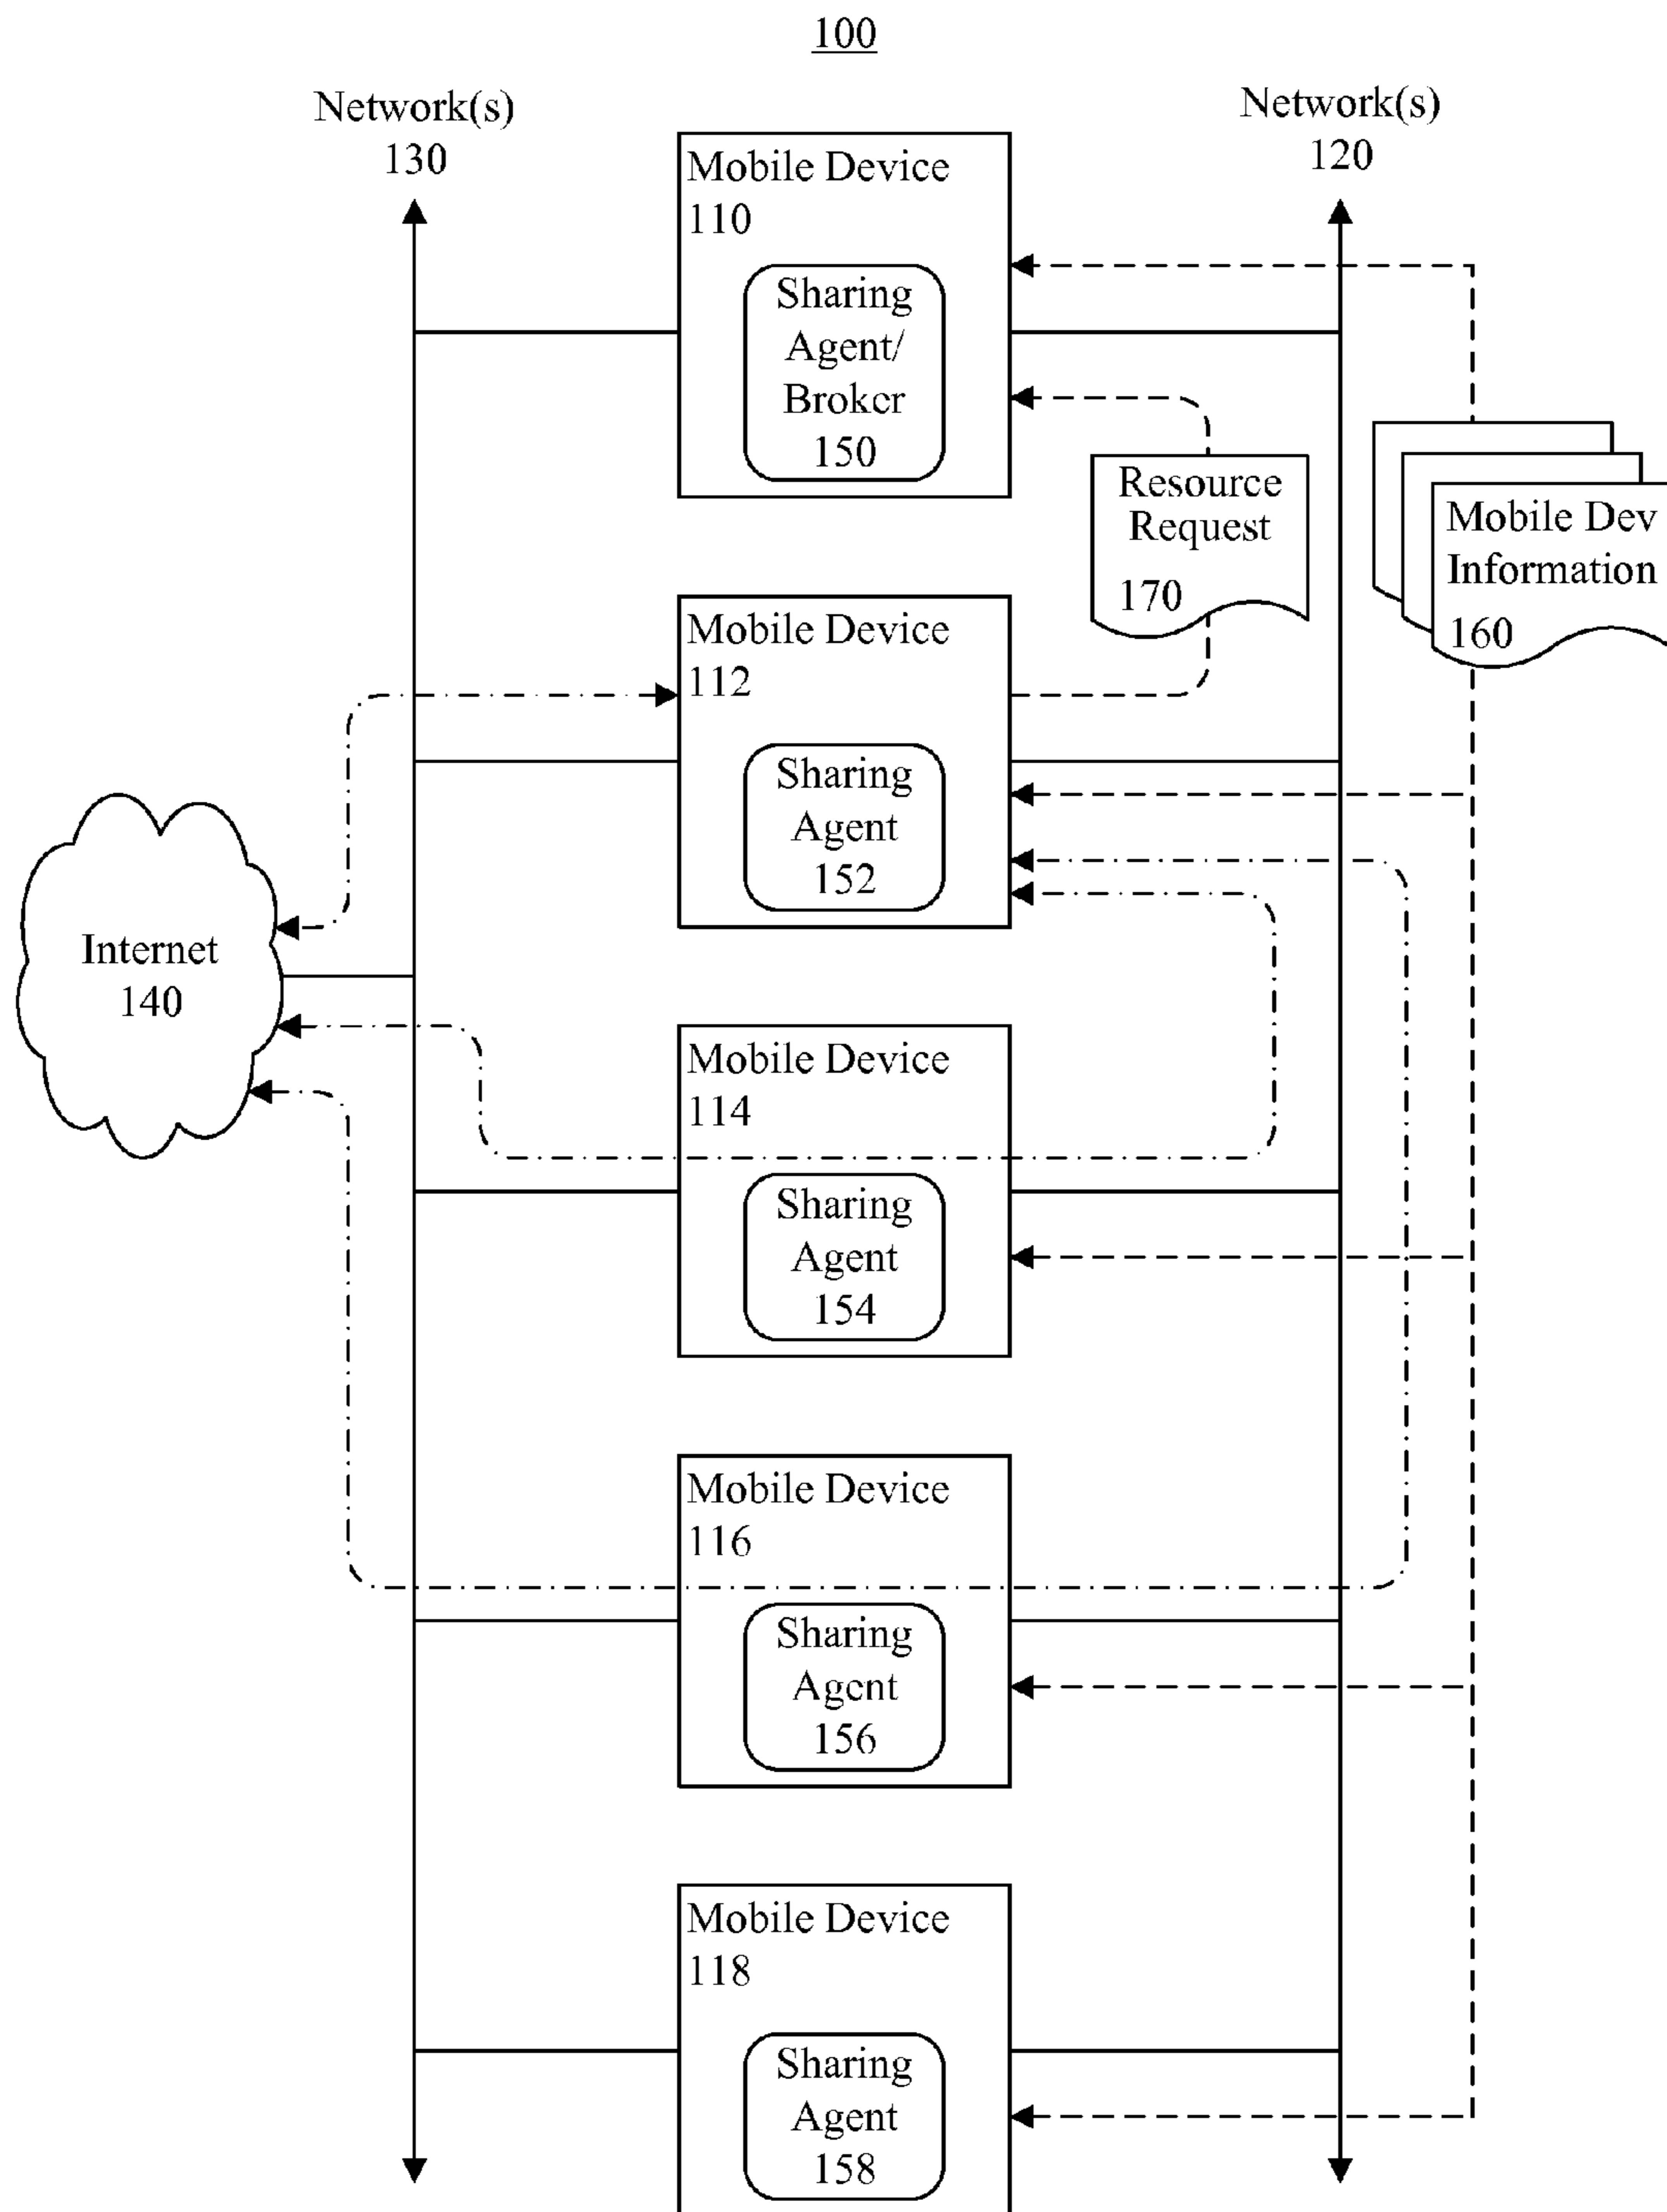 100
Network(s)
130
Network(s)
120
Mobile Device
110
Sharing
Agent/
Broker
150
Resource
Request
170
Mobile Dev
Information
160
Mobile Device
112
Sharing
Agent
152
Internet
140
Mobile Device
114
Sharing
Agent
154
Mobile Device
116
Sharing
Agent
156
Mobile Device
118
Sharing
Agent
158